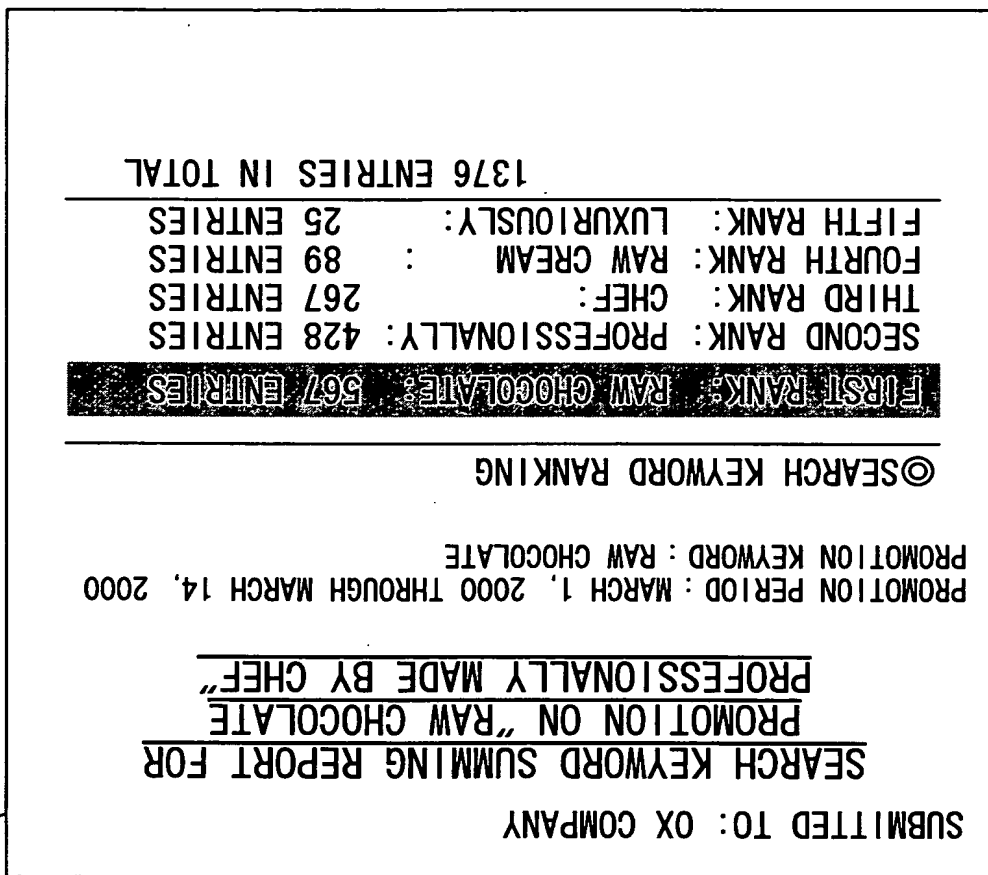 SUBMITTED TO: OX COMPANY
SEARCH KEYWORD SUMMING REPORT FOR
PROMOTION ON "RAW CHOCOLATE
PROFESSIONALLY MADE BY CHEF"
PROMOTION PERIOD : MARCH 1, 2000 THROUGH MARCH 14, 2000
PROMOTION KEYWORD : RAW CHOCOLATE
◎SEARCH KEYWORD RANKING
FIRST RANK: RAW CHOCOLATE: 567 ENTRIES
SECOND RANK: PROFESSIONALLY: 428 ENTRIES
THIRD RANK: CHEF: 267 ENTRIES
FOURTH RANK: RAW CREAM : 89 ENTRIES
FIFTH RANK: LUXURIOUSLY: 25 ENTRIES
1376 ENTRIES IN TOTAL